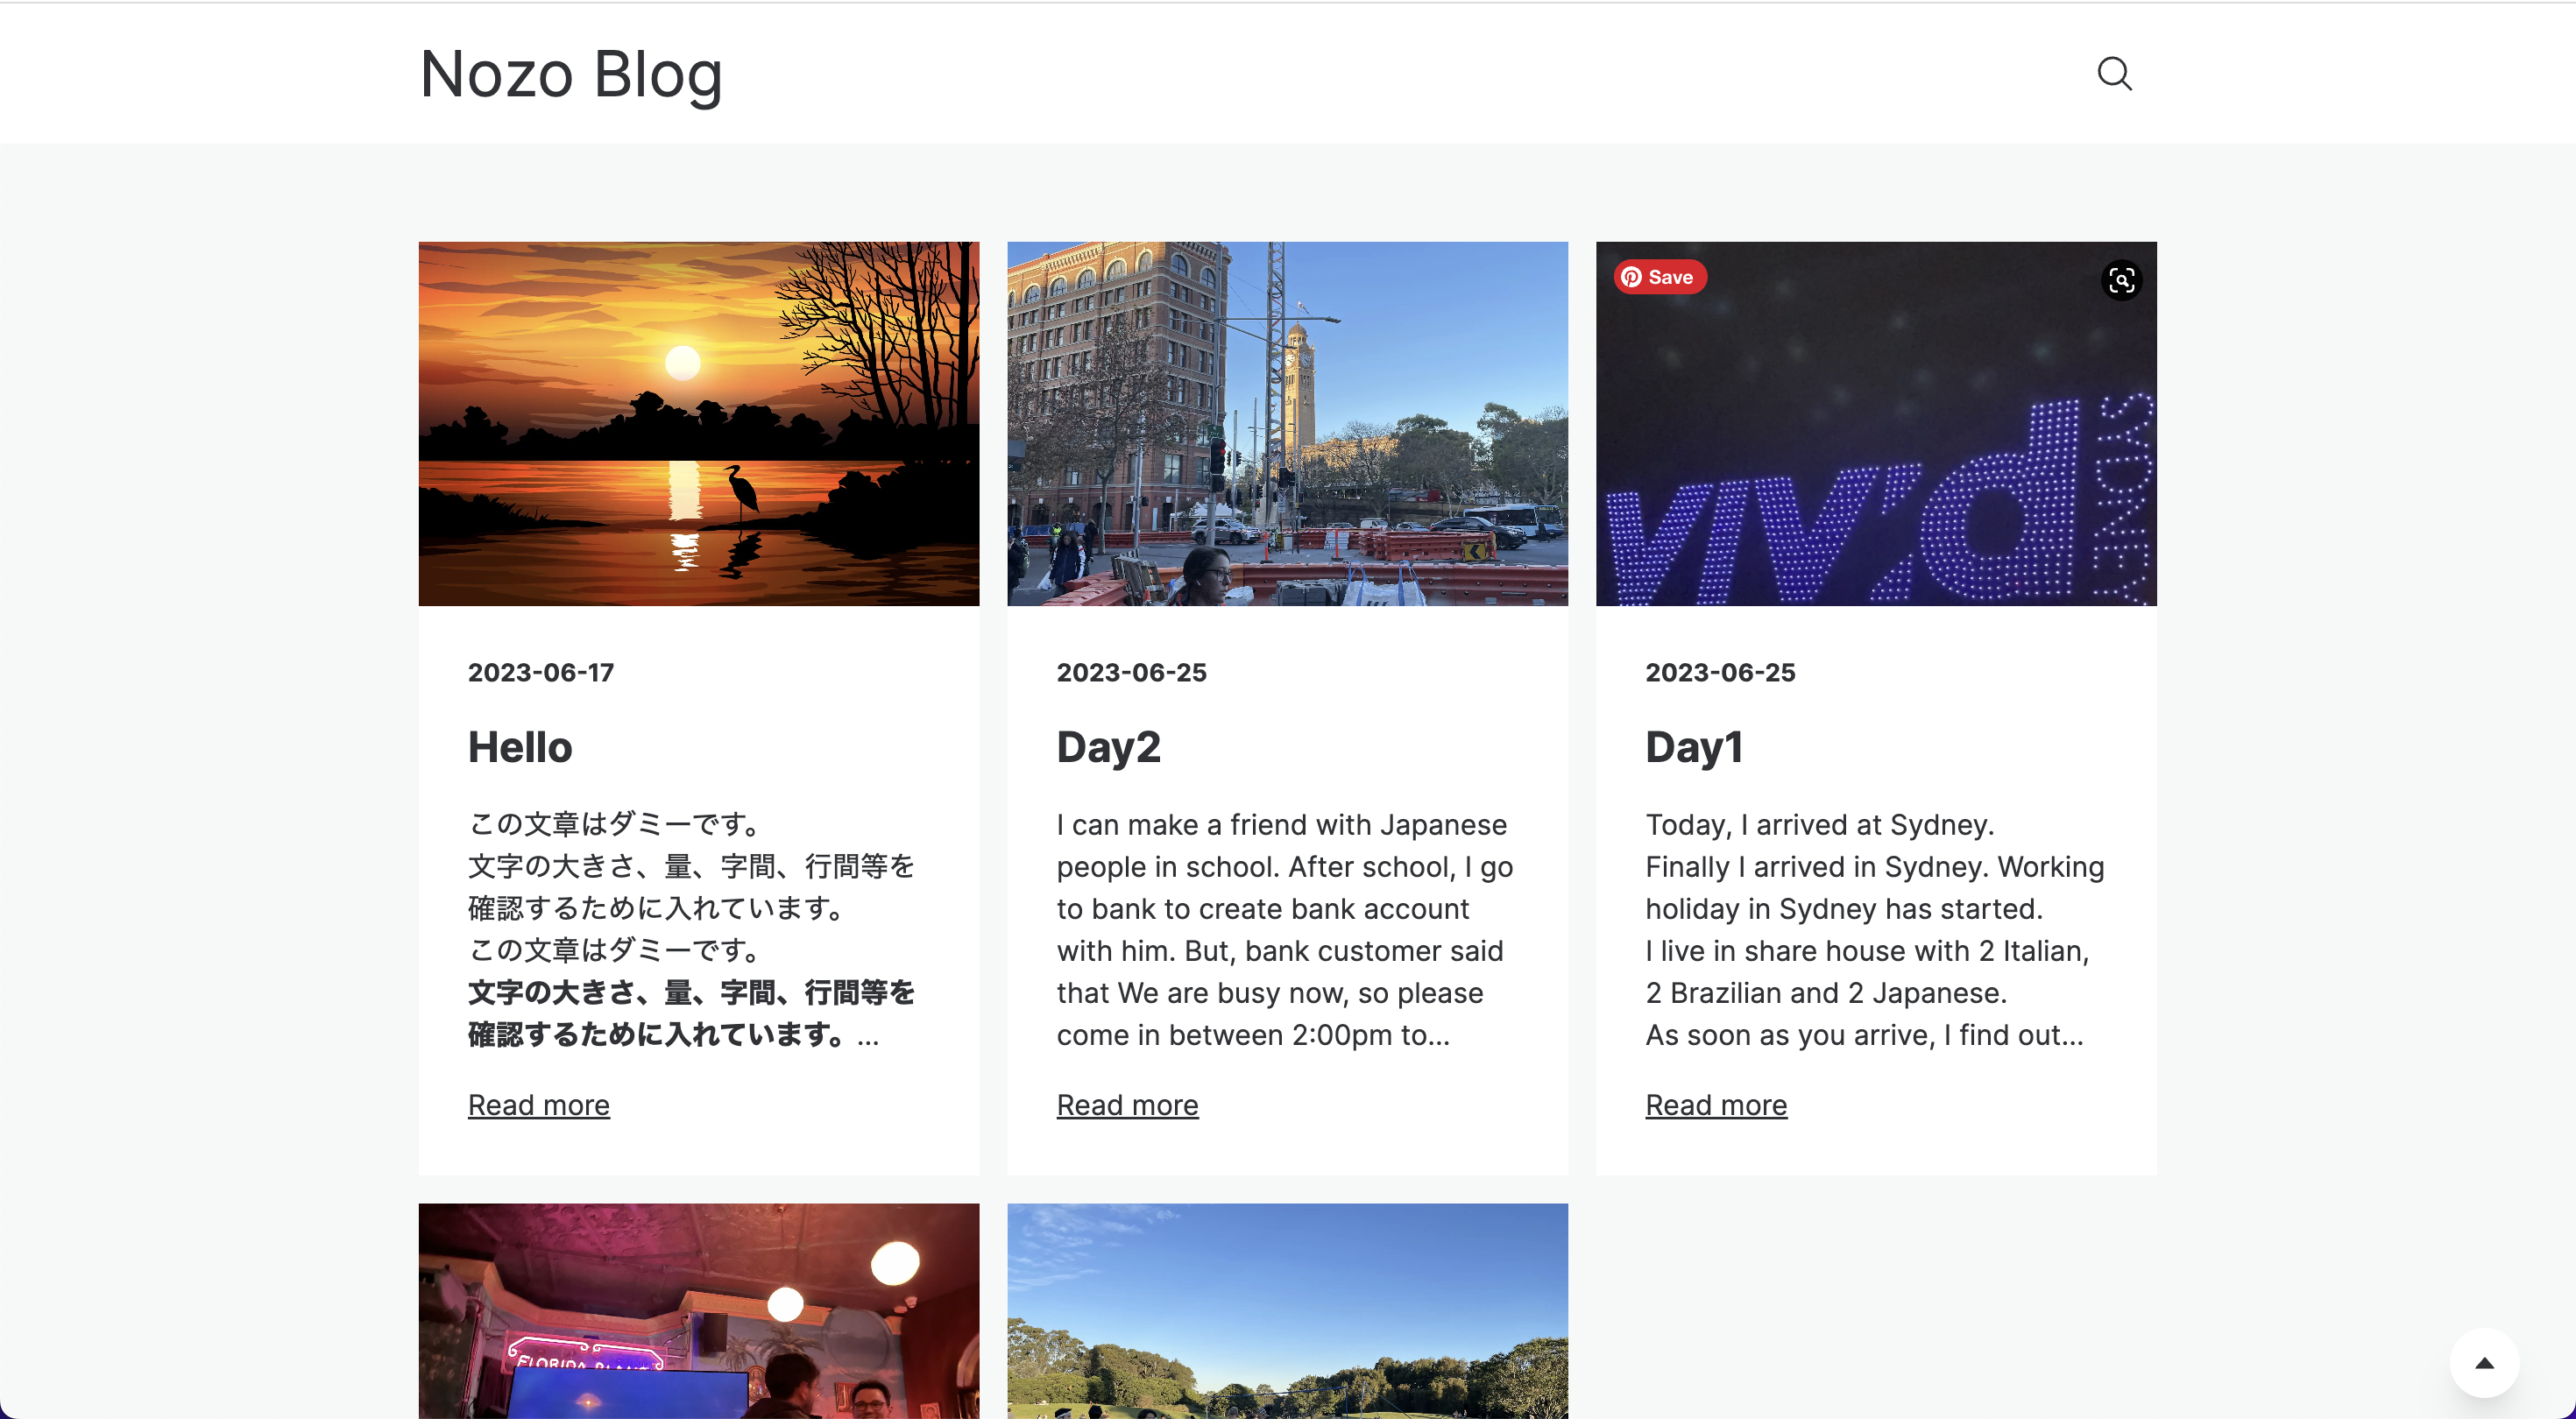 Nozo Blog
Save
VIVID
SYDNEY
2023-06-17
Hello
この文章はダミーです。
文字の大きさ、量、字間、行間等を
確認するために入れています。
この文章はダミーです。
文字の大きさ、量、字間、行間等を
確認するために入れています。...
Read more
2023-06-25
Day2
I can make a friend with Japanese
people in school. After school, I go
to bank to create bank account
with him. But, bank customer said
that We are busy now, so please
come in between 2:00pm to...
Read more
2023-06-25
Day1
Today, I arrived at Sydney.
Finally I arrived in Sydney. Working
holiday in Sydney has started.
I live in share house with 2 Italian,
2 Brazilian and 2 Japanese.
As soon as you arrive, I find out...
Read more
FLORIDA